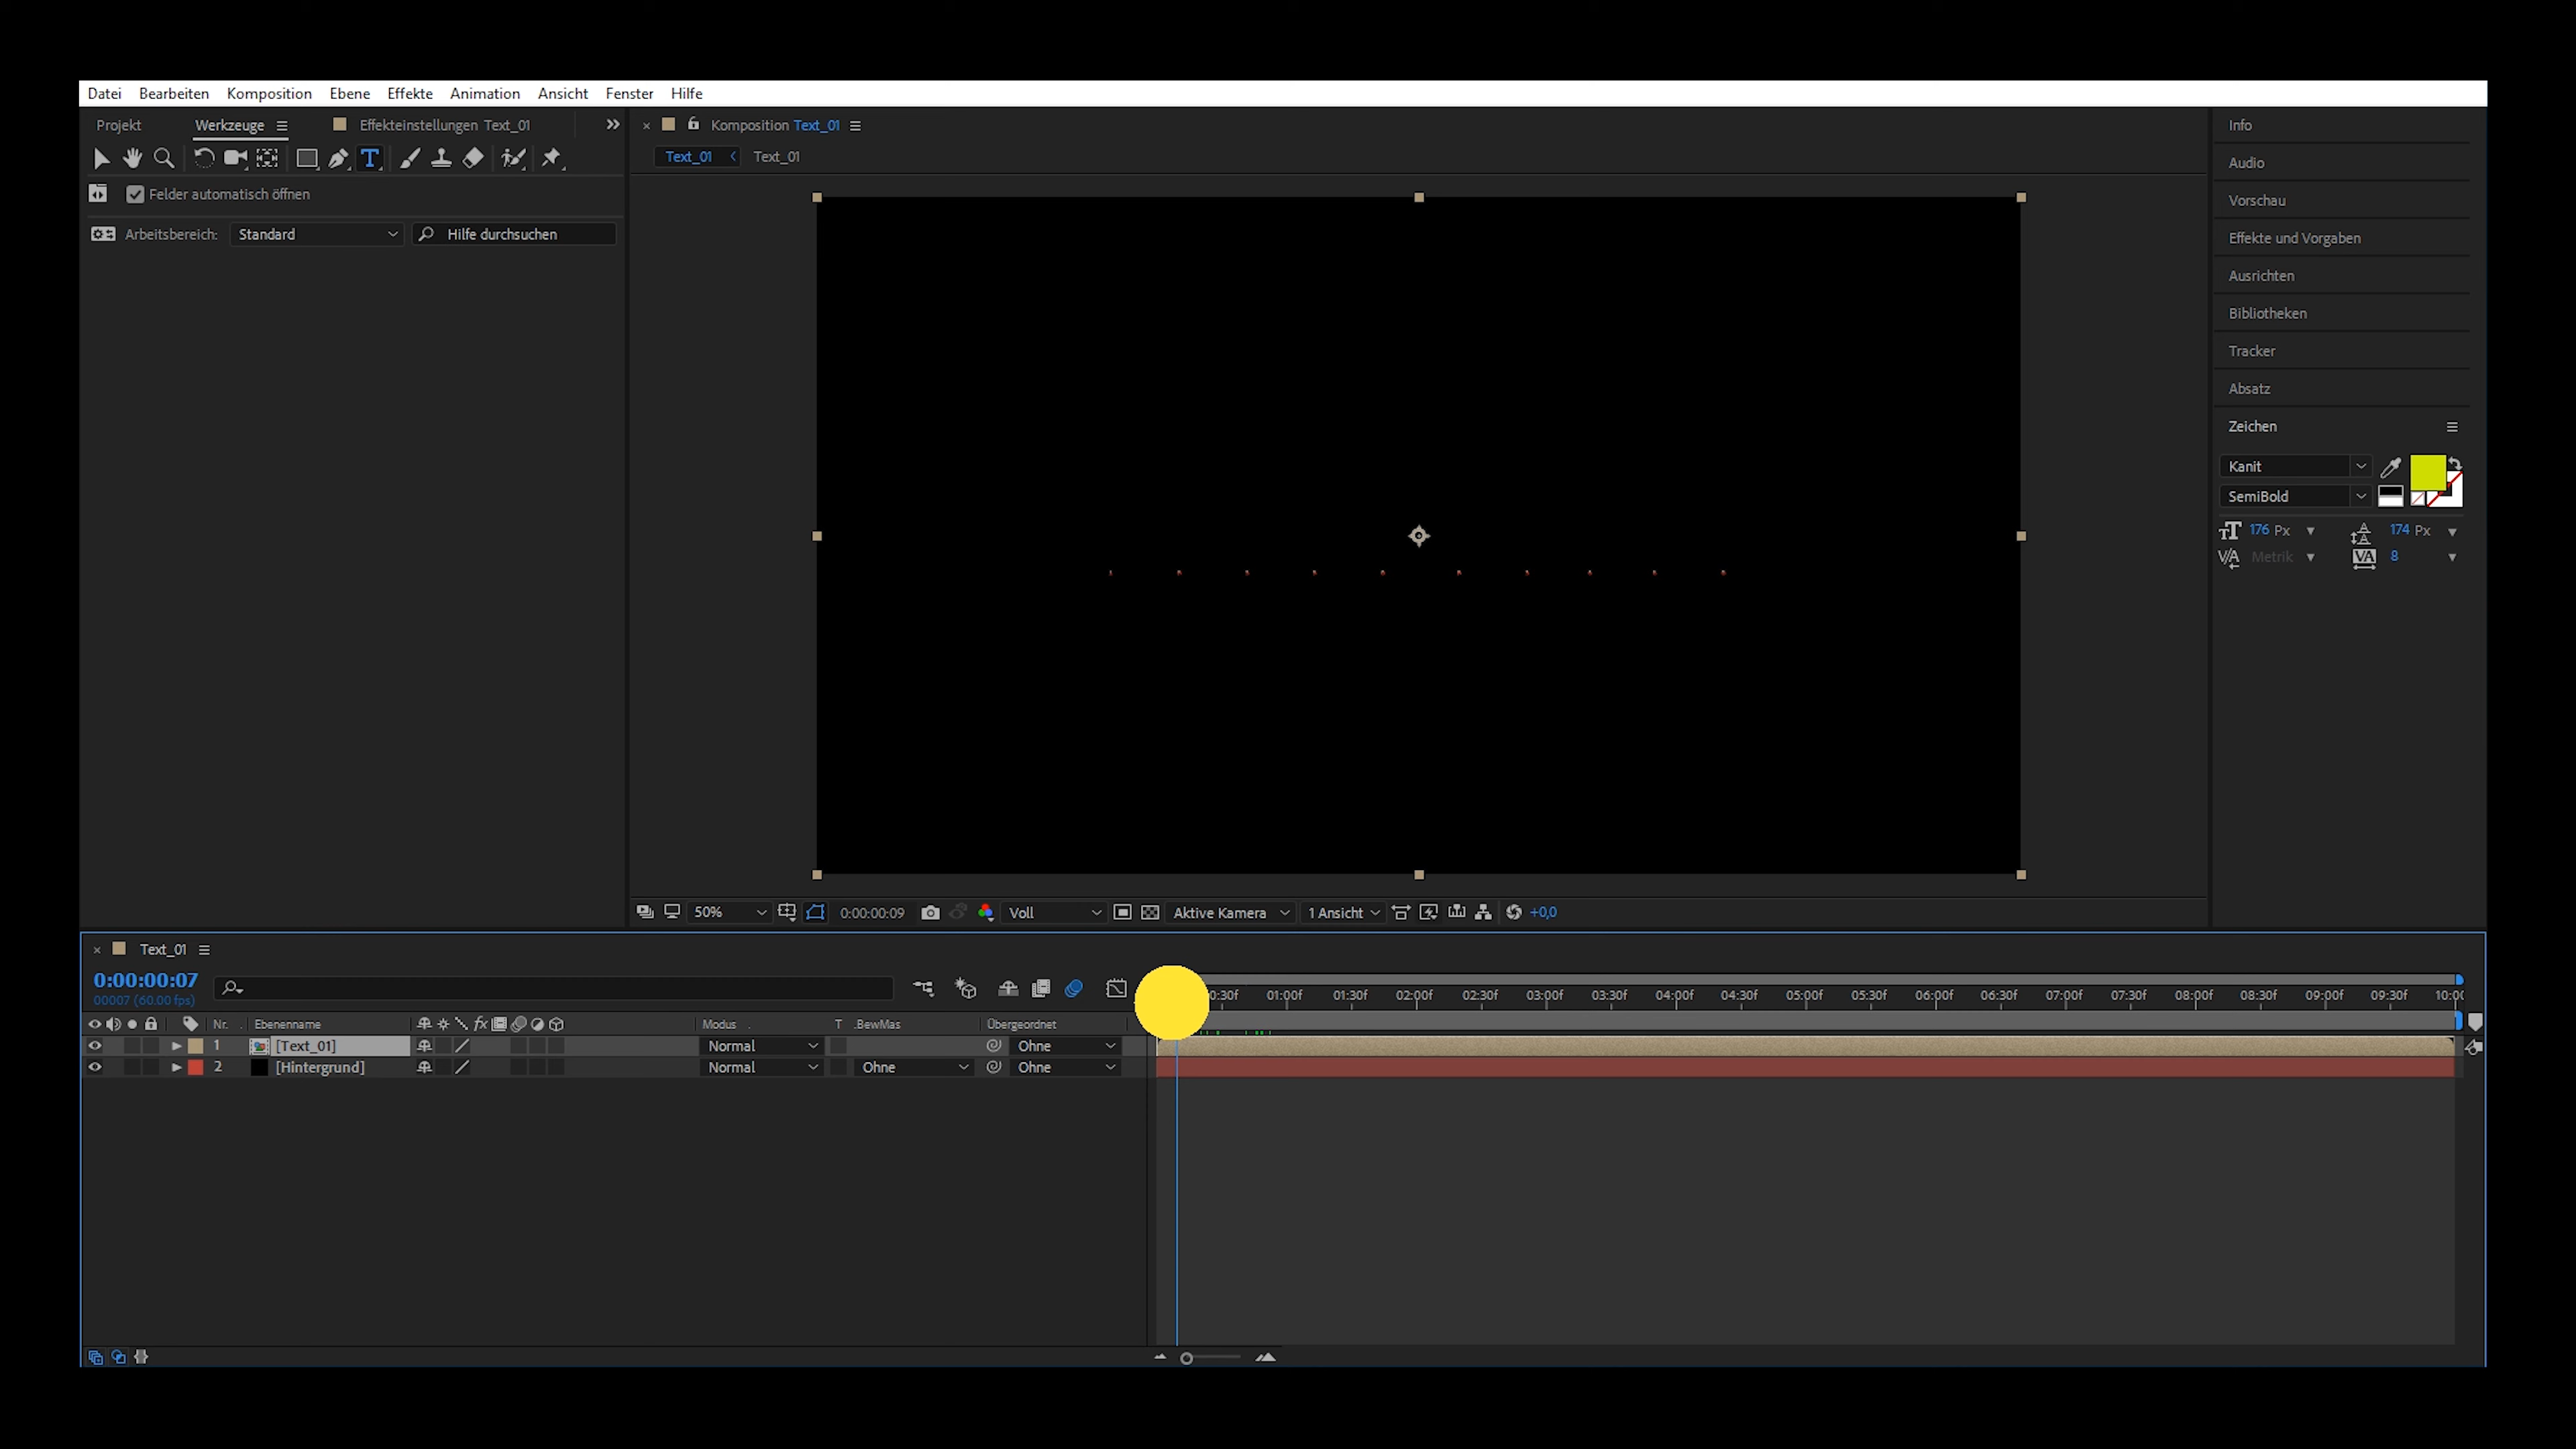 Datei Bearbeiten Komposition Ebene Effekte Animation Ansicht Fenster Hilfe
Projekt Werkzeuge Effekteinstellungen Text_01
Felder automatisch öffnen
Arbeitsbereich: Standard Hilfe durchsuchen
Komposition Text_01
Text_01 Text_01
50% 0:00:00:09 Voll Aktive Kamera 1 Ansicht +0,0
Info
Audio
Vorschau
Effekte und Vorgaben
Ausrichten
Bibliotheken
Tracker
Absatz
Zeichen
Kanit
SemiBold
176 Px 174 Px
Metrik 8
Text_01
0:00:00:07
00007 (60.00 fps)
0:30f 01:00f 01:30f 02:00f 02:30f 03:00f 03:30f 04:00f 04:30f 05:00f 05:30f 06:00f 06:30f 07:00f 07:30f 08:00f 08:30f 09:00f 09:30f 10:00
Nr. Ebenenname fx Modus T .BewMas Übergeordnet
1 [Text_01] Normal Ohne
2 [Hintergrund] Normal Ohne Ohne